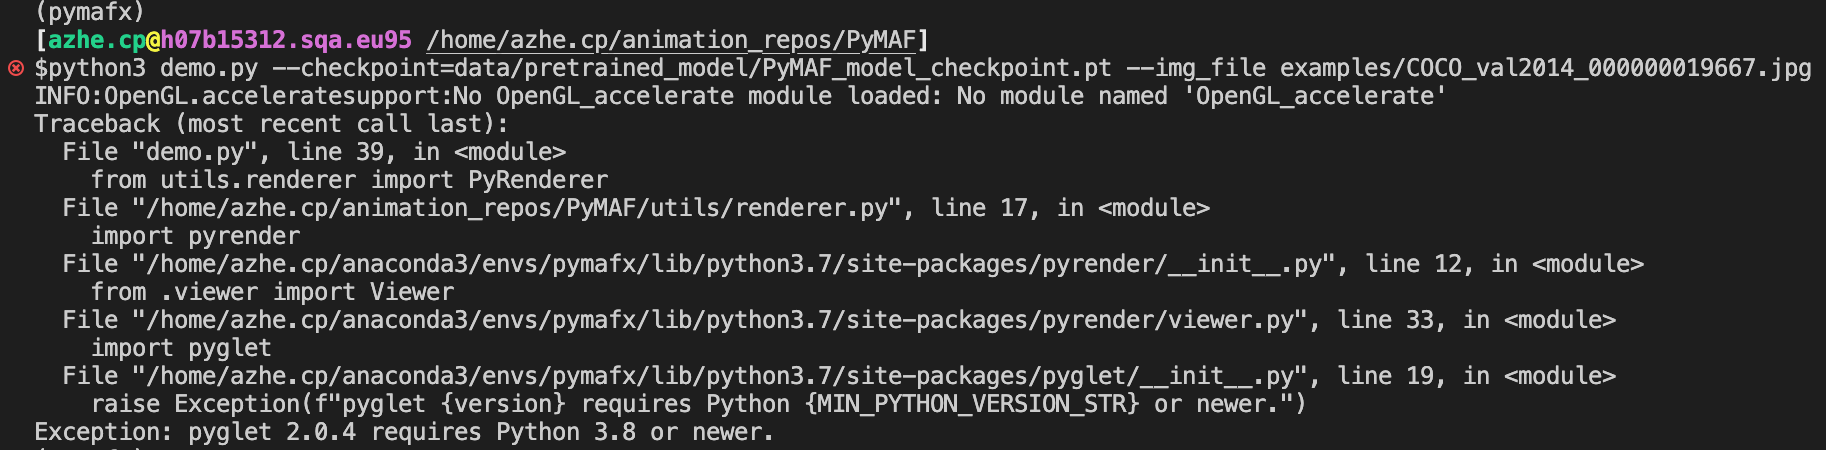 (pymafx)
[azhe.cp@h07b15312.sqa.eu95 /home/azhe.cp/animation_repos/PyMAF]
$python3 demo.py --checkpoint=data/pretrained_model/PyMAF_model_checkpoint.pt --img_file examples/COCO_val2014_000000019667.jpg
INFO:OpenGL.acceleratesupport:No OpenGL_accelerate module loaded: No module named 'OpenGL_accelerate'
Traceback (most recent call last):
  File "demo.py", line 39, in <module>
    from utils.renderer import PyRenderer
  File "/home/azhe.cp/animation_repos/PyMAF/utils/renderer.py", line 17, in <module>
    import pyrender
  File "/home/azhe.cp/anaconda3/envs/pymafx/lib/python3.7/site-packages/pyrender/__init__.py", line 12, in <module>
    from .viewer import Viewer
  File "/home/azhe.cp/anaconda3/envs/pymafx/lib/python3.7/site-packages/pyrender/viewer.py", line 33, in <module>
    import pyglet
  File "/home/azhe.cp/anaconda3/envs/pymafx/lib/python3.7/site-packages/pyglet/__init__.py", line 19, in <module>
    raise Exception(f"pyglet {version} requires Python {MIN_PYTHON_VERSION_STR} or newer.")
Exception: pyglet 2.0.4 requires Python 3.8 or newer.